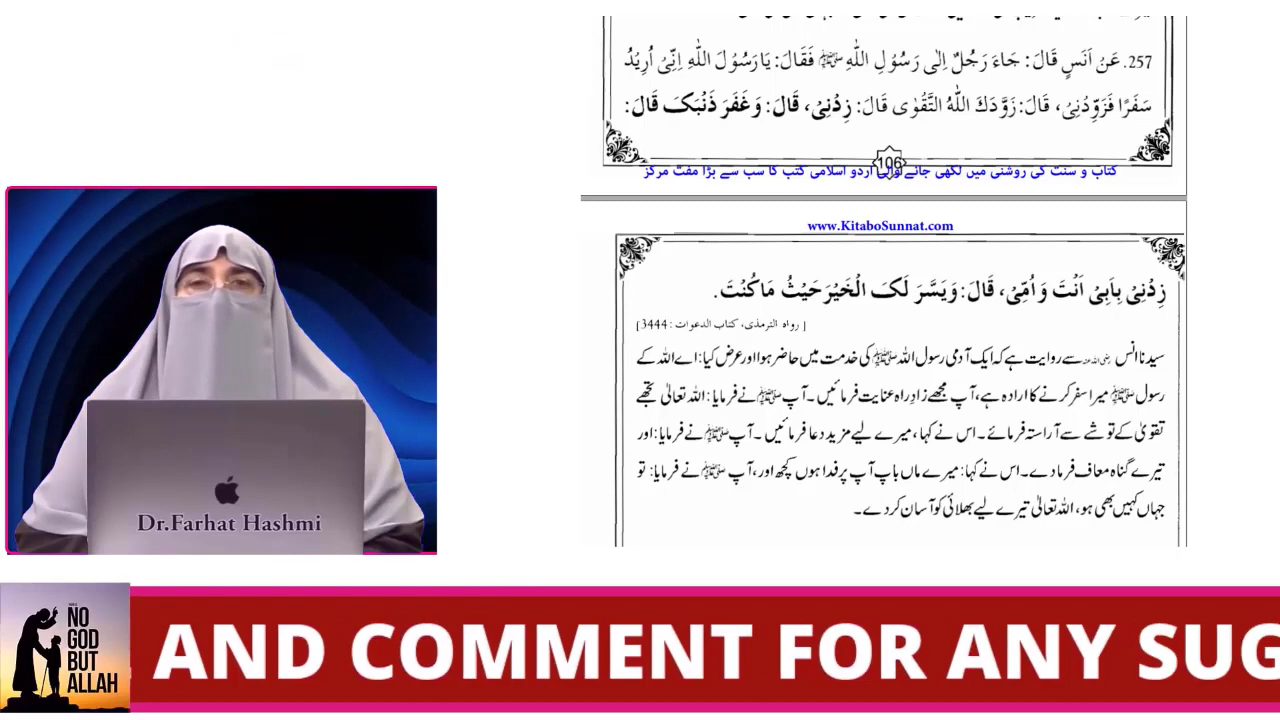 257. عَنْ اَنَسٍ قَالَ: جَاءَ رَجُلٌ اِلٰى رَسُوْلِ اللّٰهِ ﷺ فَقَالَ: يَارَسُوْلَ اللّٰهِ اِنِّىْ اُرِيْدُ
سَفَرًا فَزَوِّدْنِىْ، قَالَ: زَوَّدَكَ اللّٰهُ التَّقْوٰى قَالَ: زِدْنِىْ، قَالَ: وَغَفَرَ ذَنْبَكَ قَالَ:
106
کتاب و سنت کی روشنی میں لکھی جانے والی اردو اسلامی کتب کا سب سے بڑا مفت مرکز
www.KitaboSunnat.com
زِدْنِىْ بِاَبِىْ اَنْتَ وَ اُمِّىْ، قَالَ: وَيَسَّرَ لَكَ الْخَيْرَ حَيْثُ مَا كُنْتَ.
[ رواه الترمذی، کتاب الدعوات : 3444]
سیدنا انس رضی اللہ عنہ سے روایت ہے کہ ایک آدمی رسول اللہ ﷺ کی خدمت میں حاضر ہوا اور عرض کیا: اے اللہ کے
رسول ﷺ میرا سفر کرنے کا ارادہ ہے، آپ مجھے زادِ راہ عنایت فرمائیں۔ آپ ﷺ نے فرمایا: اللہ تعالیٰ تجھے
تقویٰ کے توشے سے آراستہ فرمائے۔ اس نے کہا، میرے لیے مزید دعا فرمائیں۔ آپ ﷺ نے فرمایا: اور
تیرے گناہ معاف فرما دے۔ اس نے کہا: میرے ماں باپ آپ پر فدا ہوں کچھ اور، آپ ﷺ نے فرمایا: تو
جہاں کہیں بھی ہو، اللہ تعالیٰ تیرے لیے بھلائی کو آسان کر دے۔
Dr.Farhat Hashmi
NO
GOD
BUT
ALLAH
AND COMMENT FOR ANY SUG